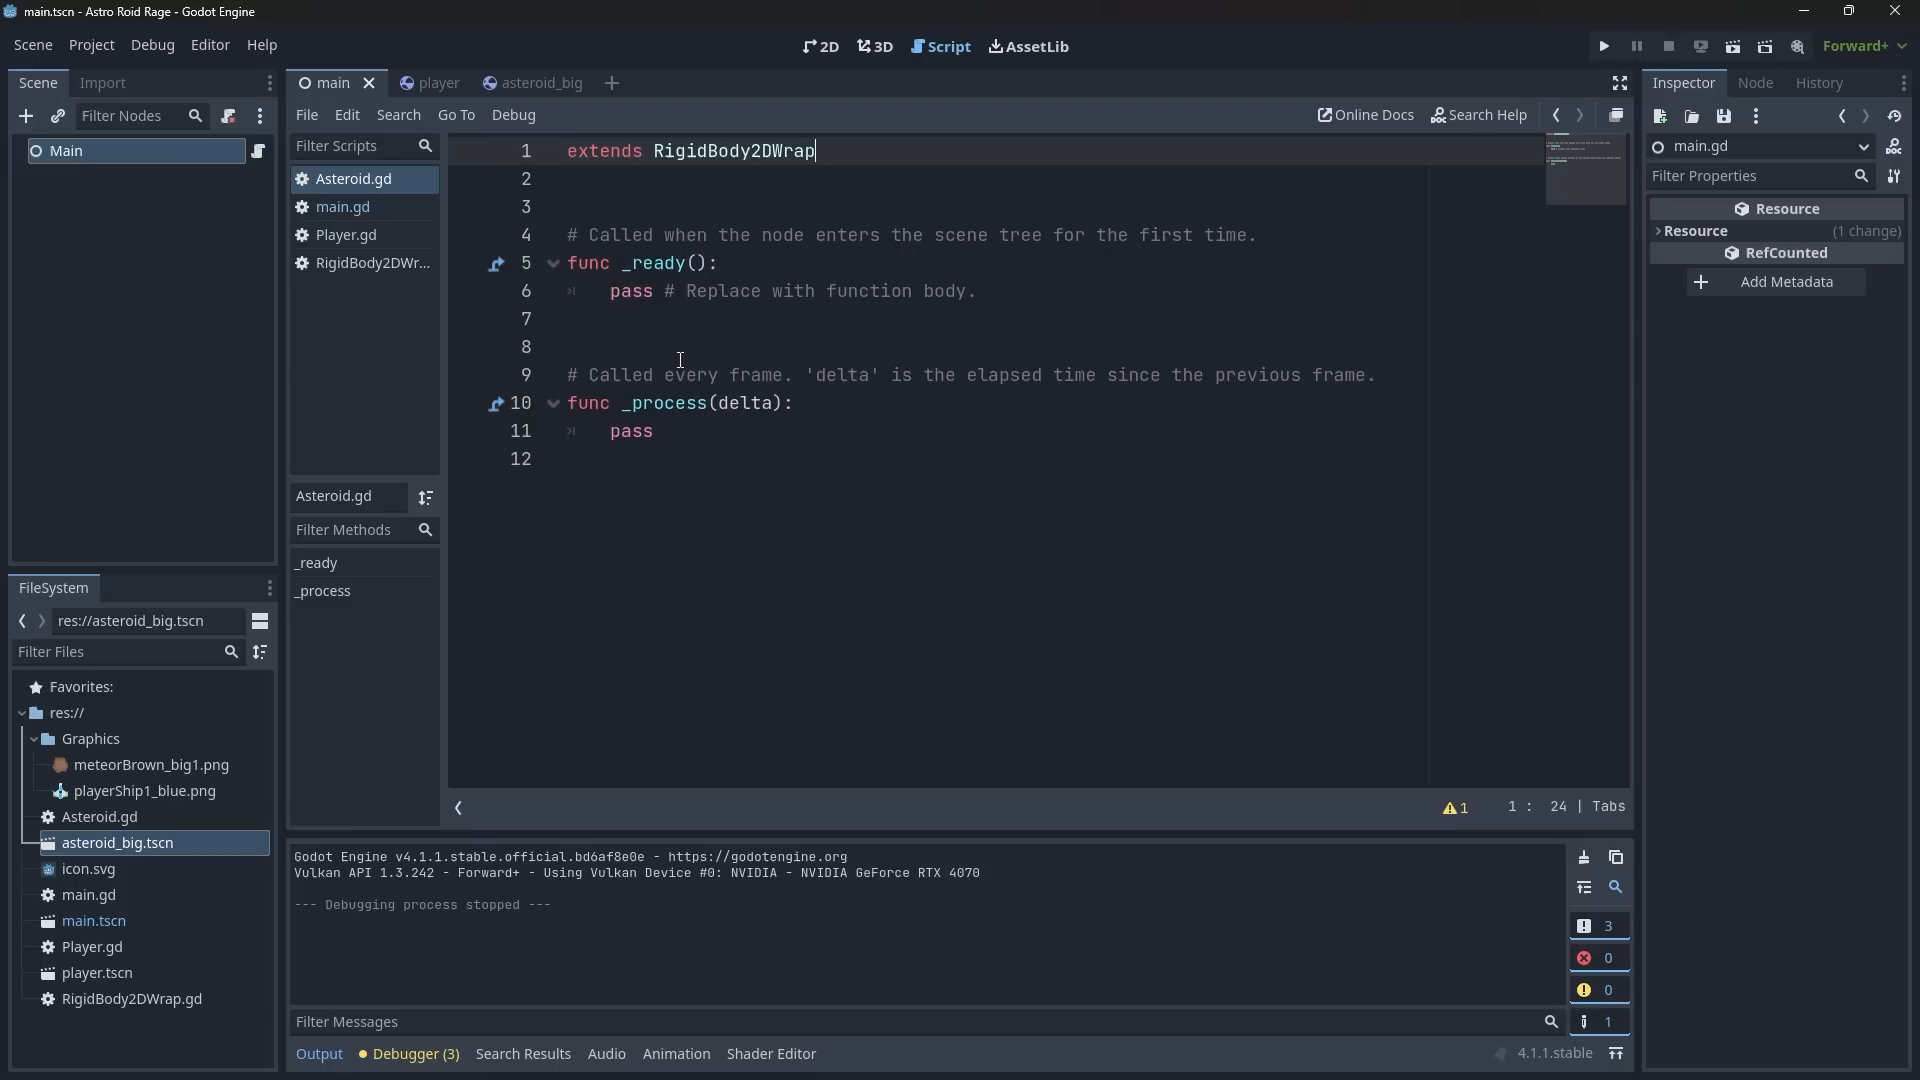 main.tscn - Astro Roid Rage - Godot Engine
Scene Project Debug Editor Help
2D 3D Script AssetLib
Forward+
Scene Import
main player asteroid_big
Inspector Node History
Filter Nodes
File Edit Search Go To Debug
Online Docs Search Help
Main
Filter Scripts
Asteroid.gd
main.gd
Player.gd
RigidBody2DWr...
1 extends RigidBody2DWrap
2
3
4 # Called when the node enters the scene tree for the first time.
5 func _ready():
6 pass # Replace with function body.
7
8
9 # Called every frame. 'delta' is the elapsed time since the previous frame.
10 func _process(delta):
11 pass
12
main.gd
Filter Properties
Resource
Resource (1 change)
RefCounted
Add Metadata
Asteroid.gd
Filter Methods
_ready
_process
1 1 : 24 | Tabs
FileSystem
res://asteroid_big.tscn
Filter Files
Favorites:
res://
Graphics
meteorBrown_big1.png
playerShip1_blue.png
Asteroid.gd
asteroid_big.tscn
icon.svg
main.gd
main.tscn
Player.gd
player.tscn
RigidBody2DWrap.gd
Godot Engine v4.1.1.stable.official.bd6af8e0e - https://godotengine.org
Vulkan API 1.3.242 - Forward+ - Using Vulkan Device #0: NVIDIA - NVIDIA GeForce RTX 4070
--- Debugging process stopped ---
3
0
0
1
Filter Messages
Output Debugger (3) Search Results Audio Animation Shader Editor
4.1.1.stable